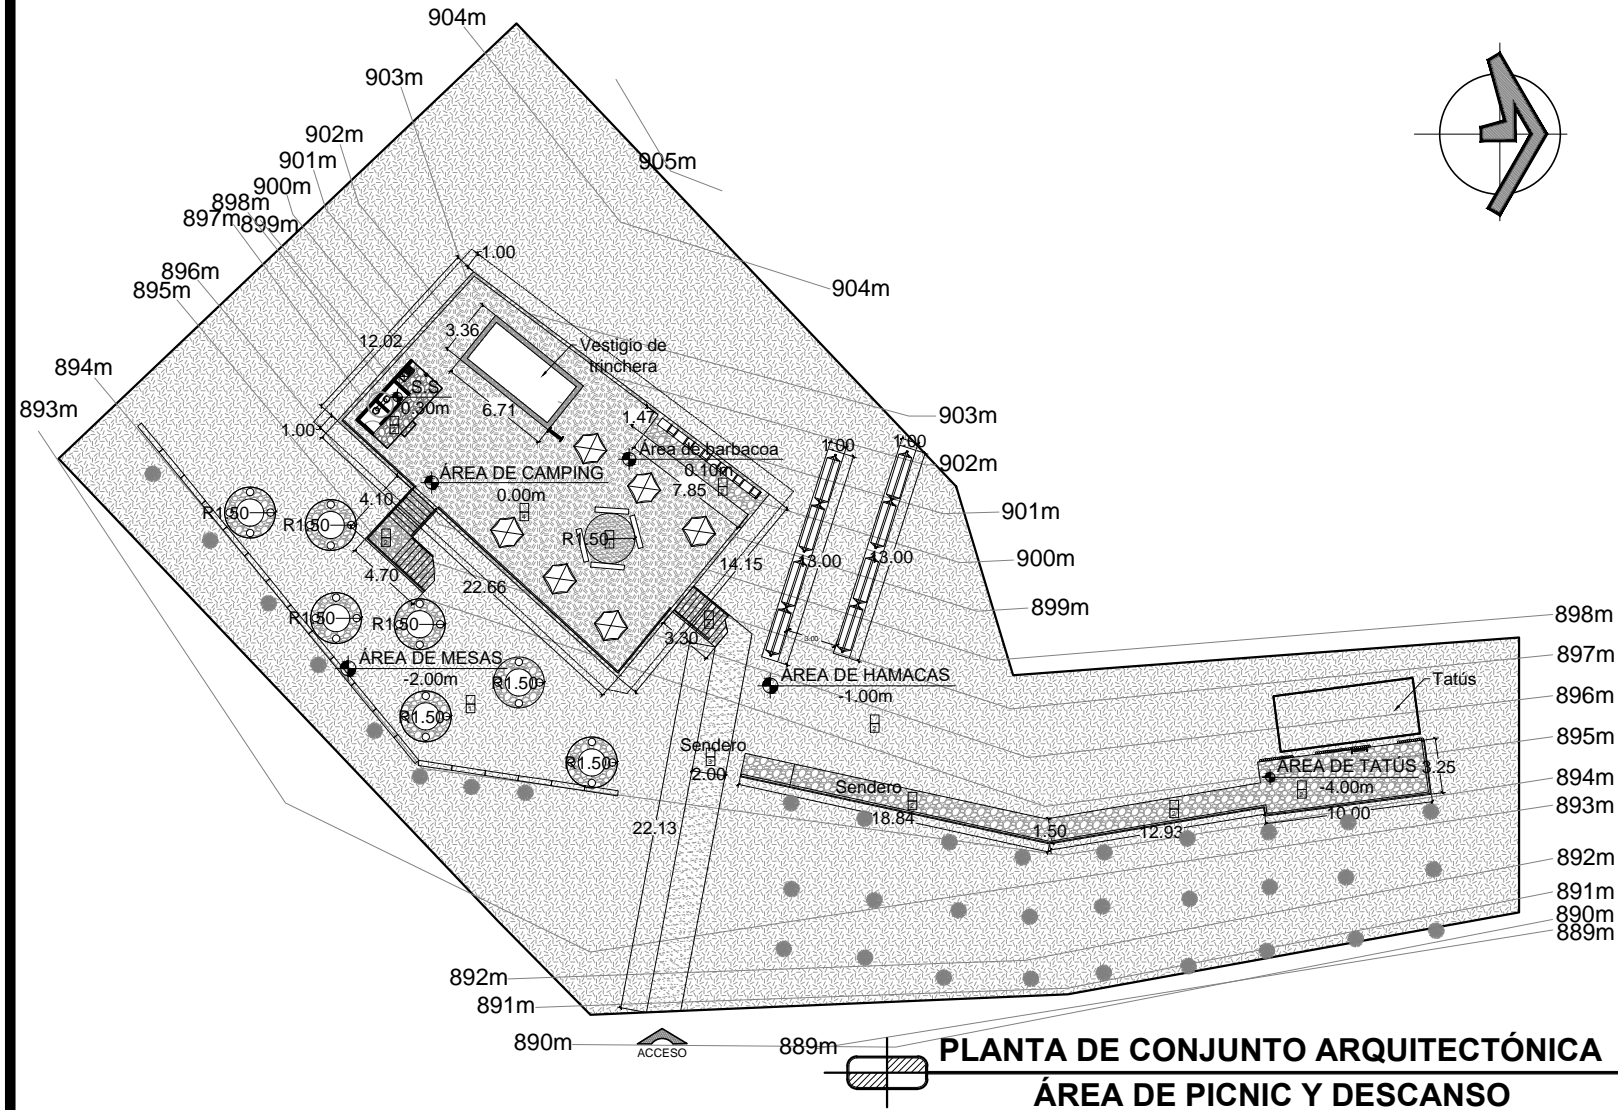 904m
903m
902m
901m
900m
898m
897m
899m
896m
895m
894m
893m
905m
904m
1.00
12.02
3.36
Vestigio de
trinchera
S.S
0.30m
6.71
1.47
1.00
903m
1.00
1.00
Área de barbacoa
0.10m
7.85
902m
ÁREA DE CAMPING
0.00m
4.10
901m
R1.50
R1.50
R1.50
14.15
13.00
13.00
900m
4.70
22.66
899m
R1.50
R1.50
3.30
3.00
898m
ÁREA DE MESAS
-2.00m
R1.50
ÁREA DE HAMACAS
-1.00m
897m
Tatús
896m
R1.50
Sendero
2.00
895m
R1.50
ÁREA DE TATÚS
-4.00m
3.25
894m
Sendero
18.84
893m
22.13
1.50
12.93
10.00
892m
891m
890m
889m
892m
891m
890m
ACCESO
889m
PLANTA DE CONJUNTO ARQUITECTÓNICA
ÁREA DE PICNIC Y DESCANSO